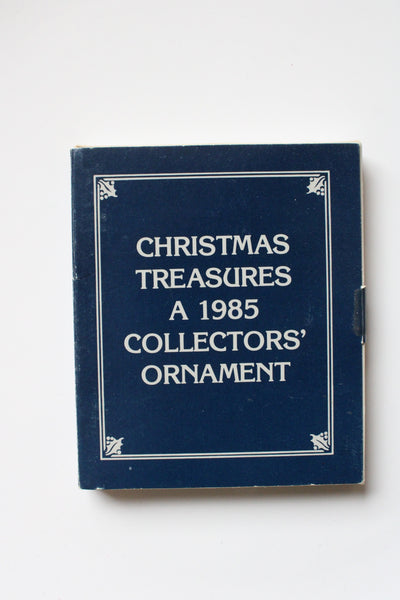 CHRISTMAS
TREASURES
A 1985
COLLECTORS’
ORNAMENT